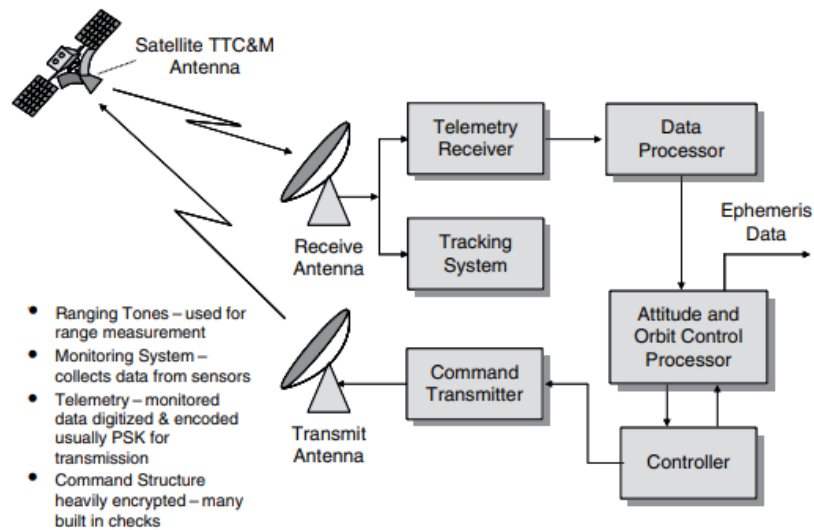 Satellite TTC&M
Antenna
Telemetry
Receiver
Data
Processor
Receive
Antenna
Tracking
System
Ephemeris
Data
• Ranging Tones – used for
range measurement
• Monitoring System –
collects data from sensors
• Telemetry – monitored
data digitized & encoded
usually PSK for
transmission
• Command Structure
heavily encrypted – many
built in checks
Transmit
Antenna
Command
Transmitter
Attitude and
Orbit Control
Processor
Controller